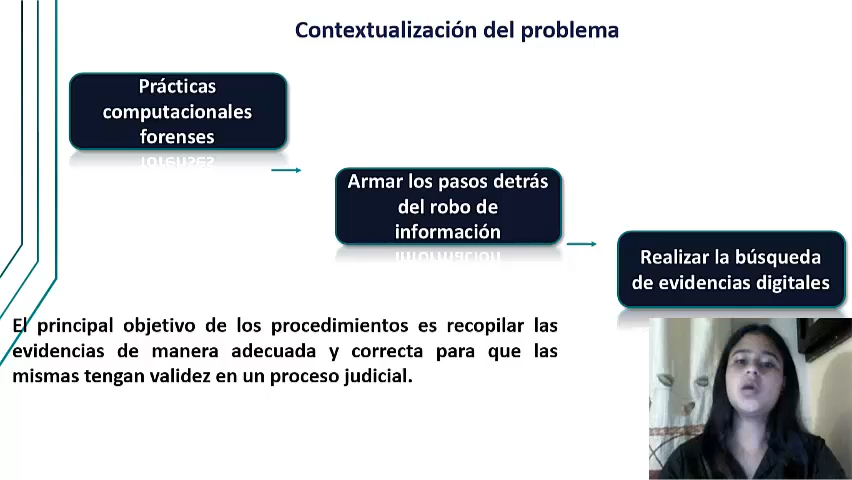 Contextualización del problema
Prácticas
computacionales
forenses
Armar los pasos detrás
del robo de
información
Realizar la búsqueda
de evidencias digitales
El principal objetivo de los procedimientos es recopilar las
evidencias de manera adecuada y correcta para que las
mismas tengan validez en un proceso judicial.